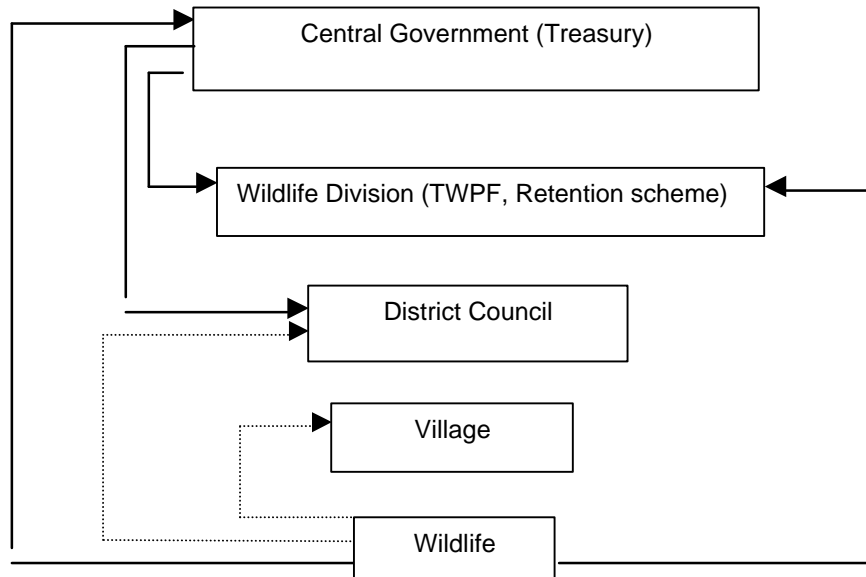 Central Government (Treasury)
Wildlife Division (TWPF, Retention scheme)
District Council
Village
Wildlife